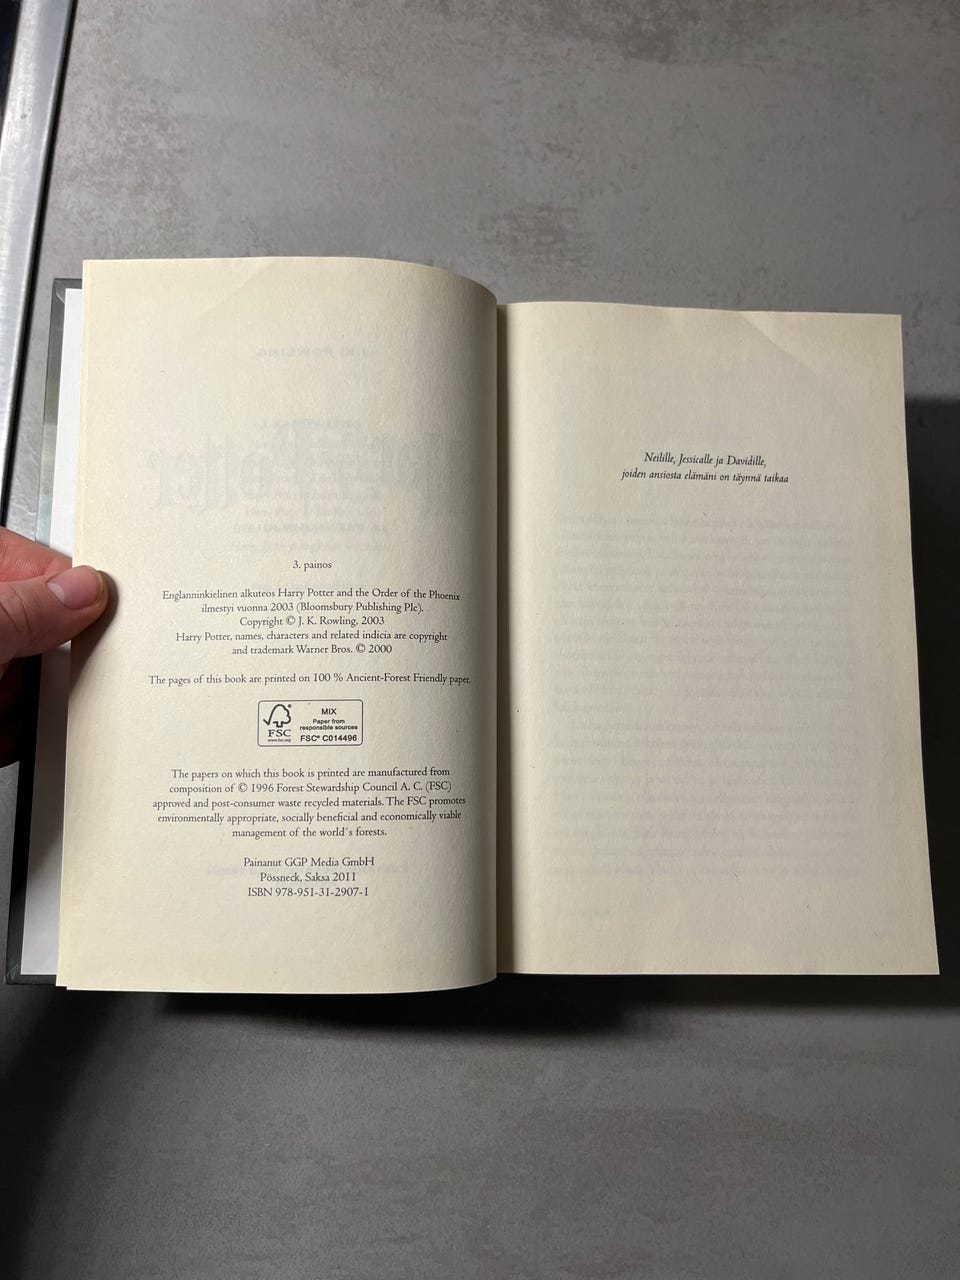 3. painos
Englanninkielinen alkuteos Harry Potter and the Order of the Phoenix
ilmestyi vuonna 2003 (Bloomsbury Publishing Plc).
Copyright © J. K. Rowling, 2003
Harry Potter, names, characters and related indicia are copyright
and trademark Warner Bros. © 2000
The pages of this book are printed on 100 % Ancient-Forest Friendly paper.
FSC
www.fsc.org
MIX
Paper from
responsible sources
FSC® C014496
The papers on which this book is printed are manufactured from
composition of © 1996 Forest Stewardship Council A. C. (FSC)
approved and post-consumer waste recycled materials. The FSC promotes
environmentally appropriate, socially beneficial and economically viable
management of the world's forests.
Painanut GGP Media GmbH
Pössneck, Saksa 2011
ISBN 978-951-31-2907-1
Neilille, Jessicalle ja Davidille,
joiden ansiosta elämäni on täynnä taikaa